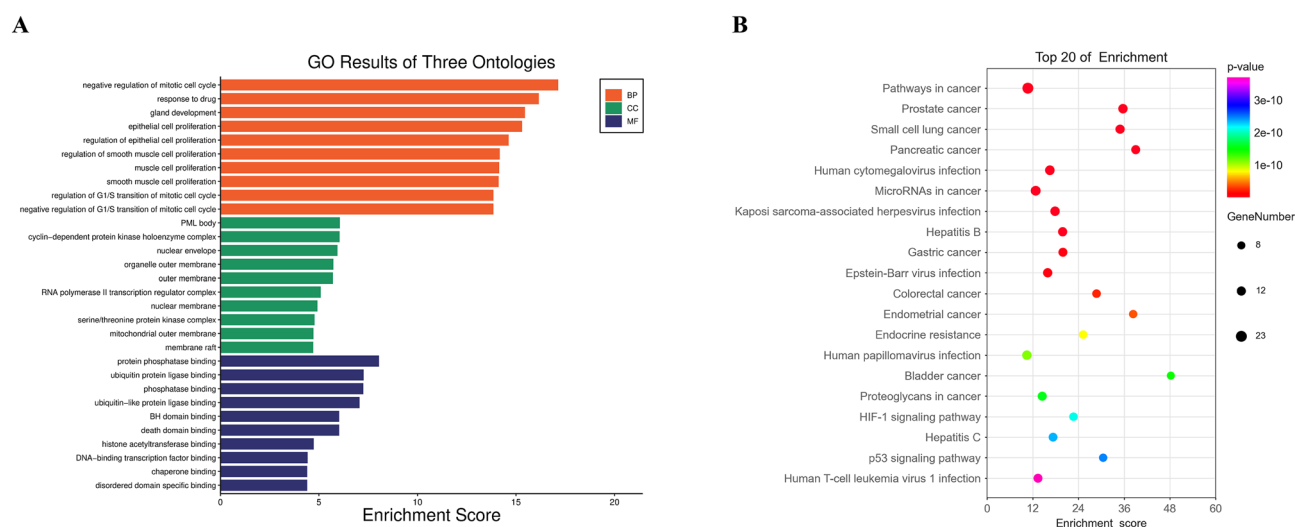 A
GO Results of Three Ontologies
negative regulation of mitotic cell cycle
response to drug
gland development
epithelial cell proliferation
regulation of epithelial cell proliferation
regulation of smooth muscle cell proliferation
muscle cell proliferation
smooth muscle cell proliferation
regulation of G1/S transition of mitotic cell cycle
negative regulation of G1/S transition of mitotic cell cycle
PML body
cyclin-dependent protein kinase holoenzyme complex
nuclear envelope
organelle outer membrane
outer membrane
RNA polymerase II transcription regulator complex
nuclear membrane
serine/threonine protein kinase complex
mitochondrial outer membrane
membrane raft
protein phosphatase binding
ubiquitin protein ligase binding
phosphatase binding
ubiquitin-like protein ligase binding
BH domain binding
death domain binding
histone acetyltransferase binding
DNA-binding transcription factor binding
chaperone binding
disordered domain specific binding
BP
CC
MF
0 5 10 15 20
Enrichment Score
B
Top 20 of Enrichment
Pathways in cancer
Prostate cancer
Small cell lung cancer
Pancreatic cancer
Human cytomegalovirus infection
MicroRNAs in cancer
Kaposi sarcoma-associated herpesvirus infection
Hepatitis B
Gastric cancer
Epstein-Barr virus infection
Colorectal cancer
Endometrial cancer
Endocrine resistance
Human papillomavirus infection
Bladder cancer
Proteoglycans in cancer
HIF-1 signaling pathway
Hepatitis C
p53 signaling pathway
Human T-cell leukemia virus 1 infection
0 12 24 36 48 60
Enrichment score
p-value
3e-10
2e-10
1e-10
GeneNumber
8
12
23